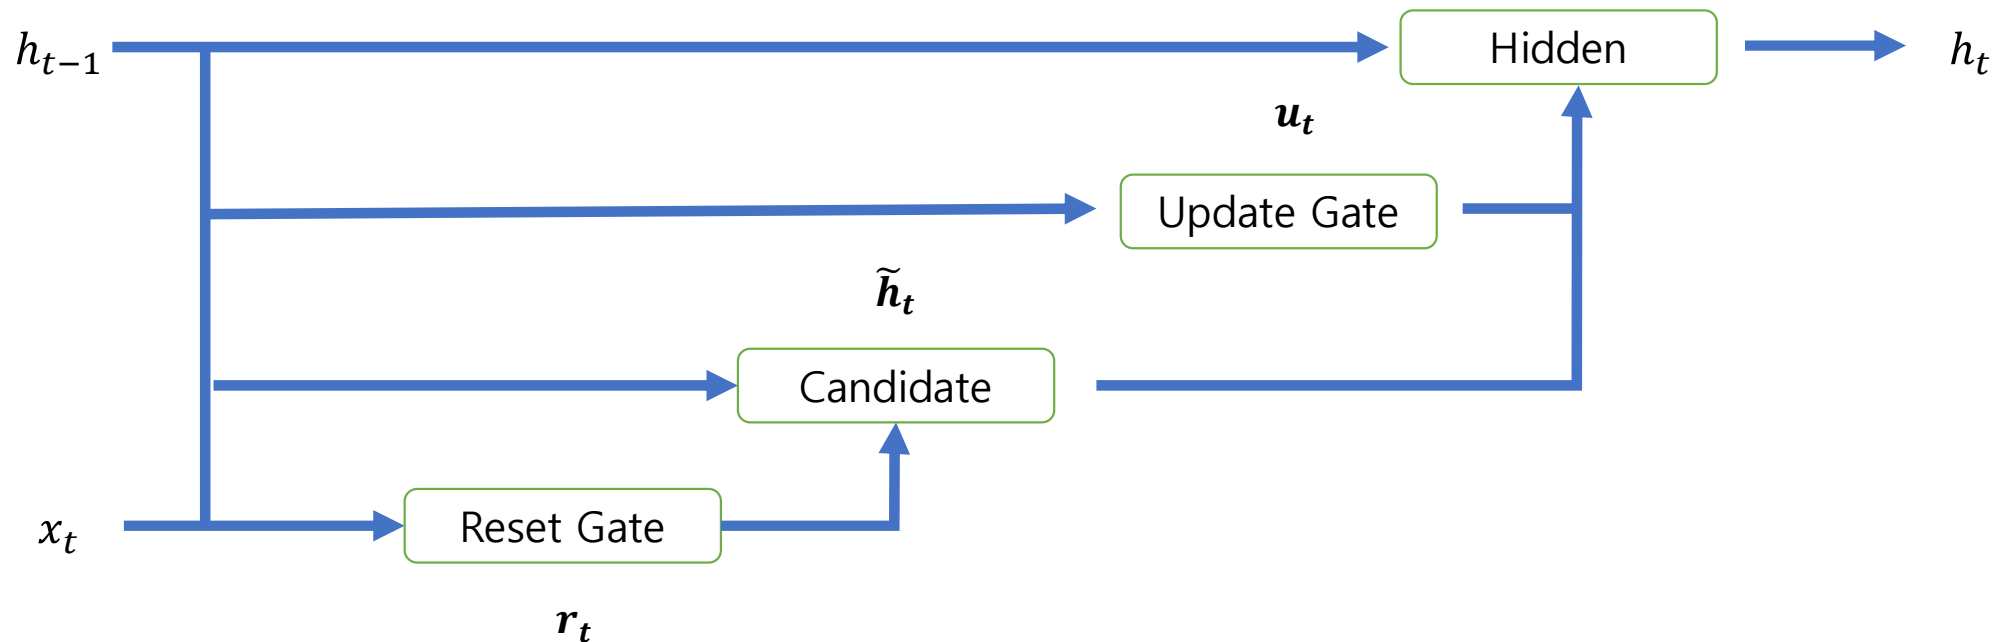 h_{t−1}
Hidden
h_t
u_t
Update Gate
h̃_t
Candidate
x_t
Reset Gate
r_t